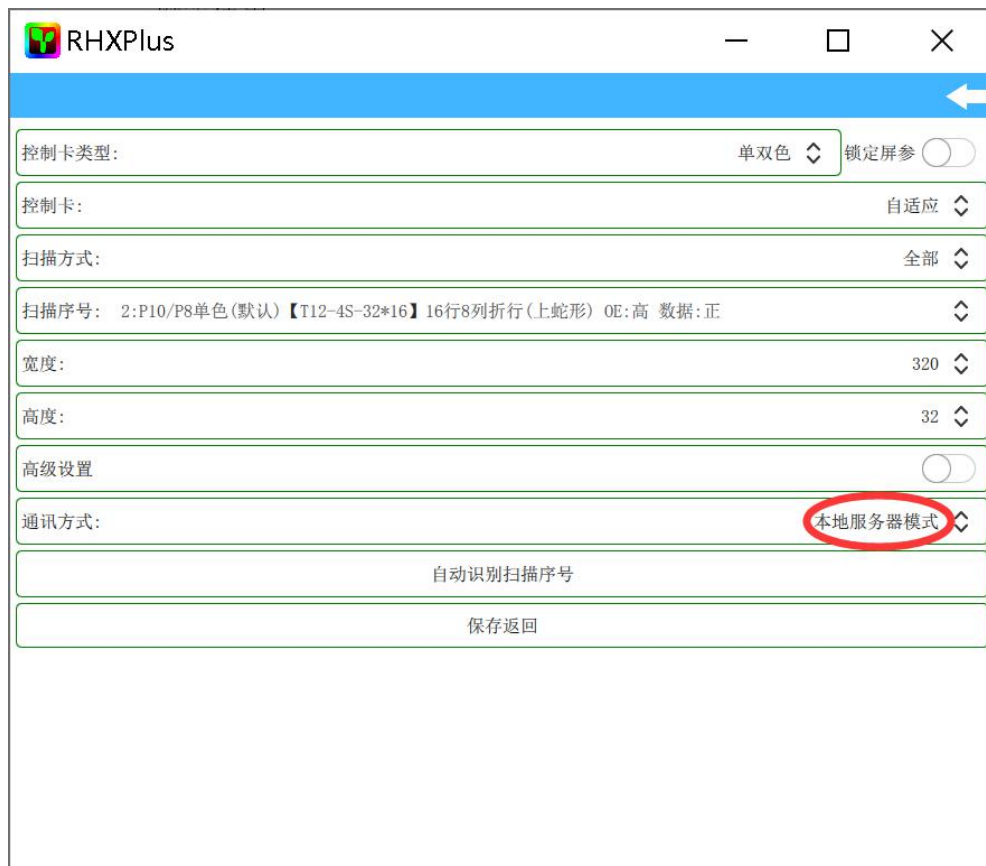 RHXPlus
控制卡类型: 单双色 锁定屏参
控制卡: 自适应
扫描方式: 全部
扫描序号: 2:P10/P8单色(默认)【T12-4S-32*16】16行8列折行(上蛇形) OE:高 数据:正
宽度: 320
高度: 32
高级设置
通讯方式: 本地服务器模式
自动识别扫描序号
保存返回